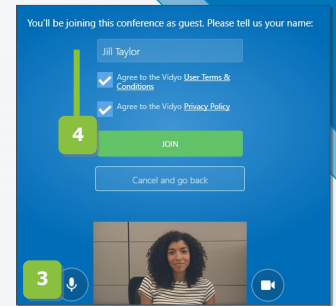 You'll be joining this conference as guest. Please tell us your name:
Jill Taylor
Agree to the Vidyo User Terms &
Conditions
Agree to the Vidyo Privacy Policy
4
JOIN
Cancel and go back
3